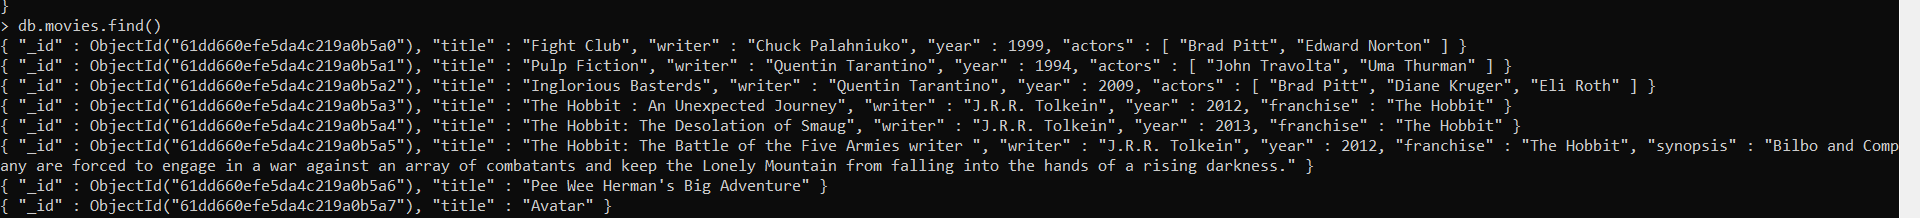 }
> db.movies.find()
{ "_id" : ObjectId("61dd660efe5da4c219a0b5a0"), "title" : "Fight Club", "writer" : "Chuck Palahniuko", "year" : 1999, "actors" : [ "Brad Pitt", "Edward Norton" ] }
{ "_id" : ObjectId("61dd660efe5da4c219a0b5a1"), "title" : "Pulp Fiction", "writer" : "Quentin Tarantino", "year" : 1994, "actors" : [ "John Travolta", "Uma Thurman" ] }
{ "_id" : ObjectId("61dd660efe5da4c219a0b5a2"), "title" : "Inglorious Basterds", "writer" : "Quentin Tarantino", "year" : 2009, "actors" : [ "Brad Pitt", "Diane Kruger", "Eli Roth" ] }
{ "_id" : ObjectId("61dd660efe5da4c219a0b5a3"), "title" : "The Hobbit : An Unexpected Journey", "writer" : "J.R.R. Tolkein", "year" : 2012, "franchise" : "The Hobbit" }
{ "_id" : ObjectId("61dd660efe5da4c219a0b5a4"), "title" : "The Hobbit: The Desolation of Smaug", "writer" : "J.R.R. Tolkein", "year" : 2013, "franchise" : "The Hobbit" }
{ "_id" : ObjectId("61dd660efe5da4c219a0b5a5"), "title" : "The Hobbit: The Battle of the Five Armies writer ", "writer" : "J.R.R. Tolkein", "year" : 2012, "franchise" : "The Hobbit", "synopsis" : "Bilbo and Comp
any are forced to engage in a war against an array of combatants and keep the Lonely Mountain from falling into the hands of a rising darkness." }
{ "_id" : ObjectId("61dd660efe5da4c219a0b5a6"), "title" : "Pee Wee Herman's Big Adventure" }
{ "_id" : ObjectId("61dd660efe5da4c219a0b5a7"), "title" : "Avatar" }